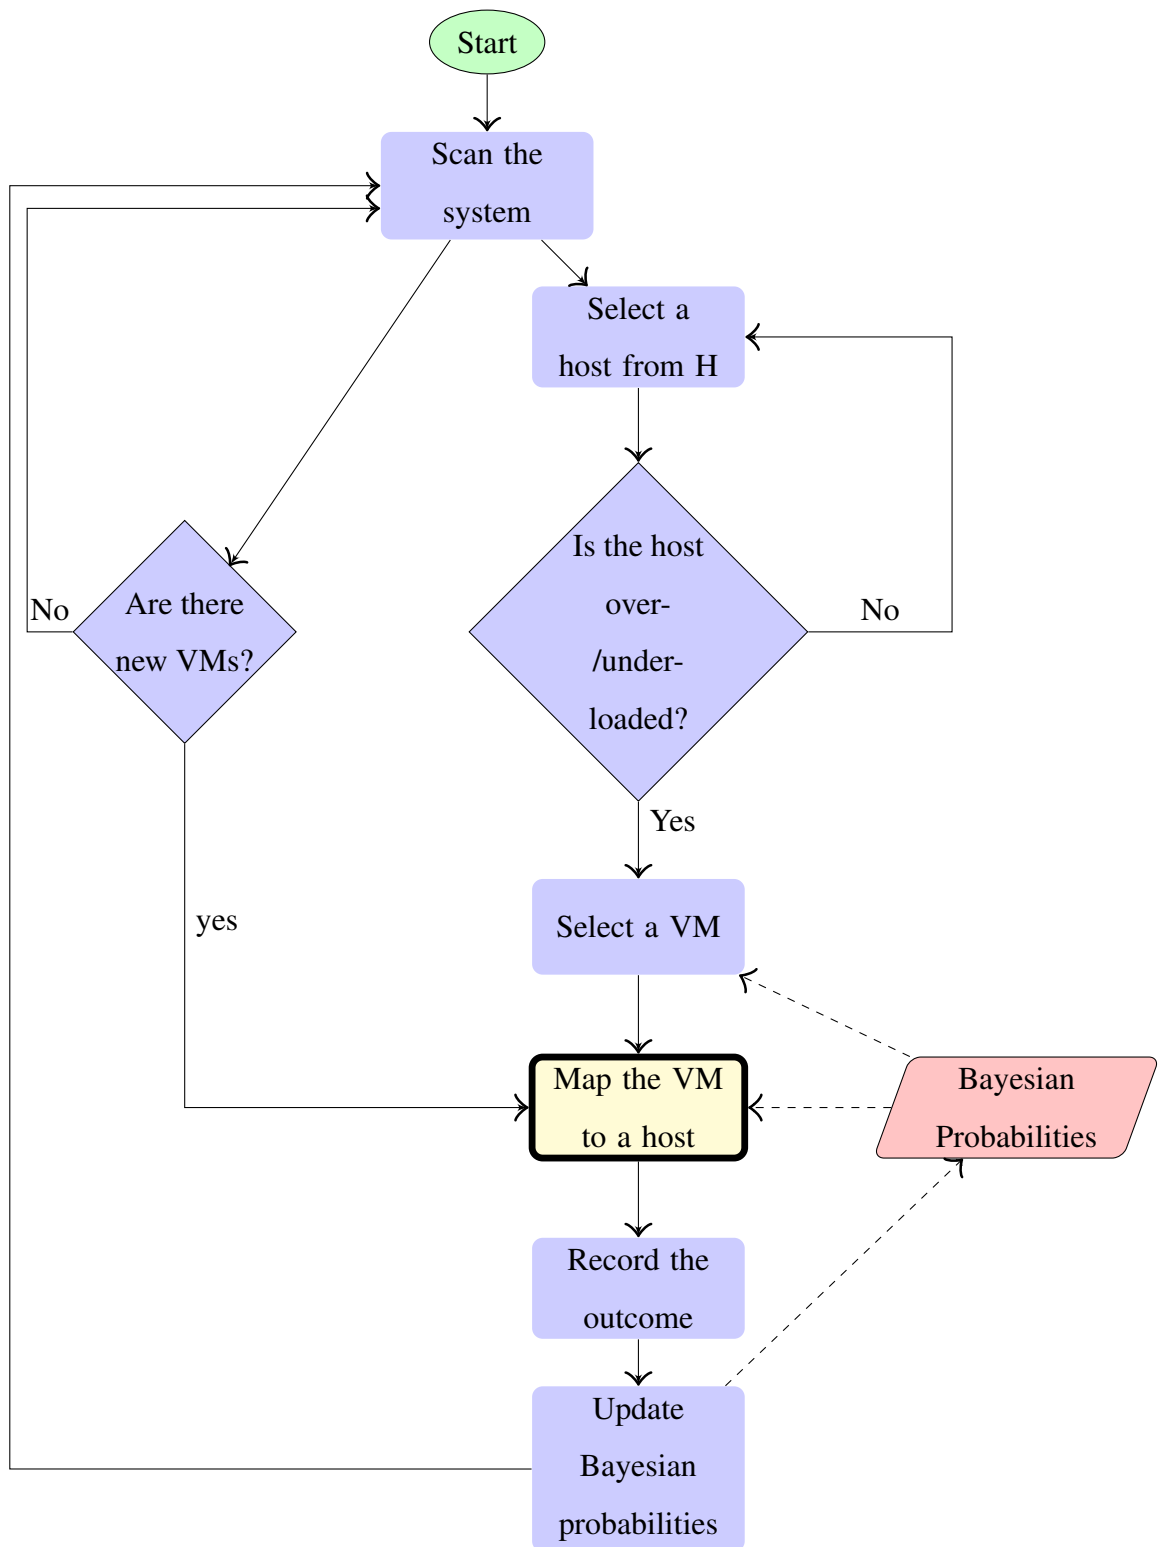 Start
Scan the
system
Select a
host from H
Is the host
over-
/under-
loaded?
No
Are there
new VMs?
No
Yes
yes
Select a VM
Map the VM
to a host
Bayesian
Probabilities
Record the
outcome
Update
Bayesian
probabilities